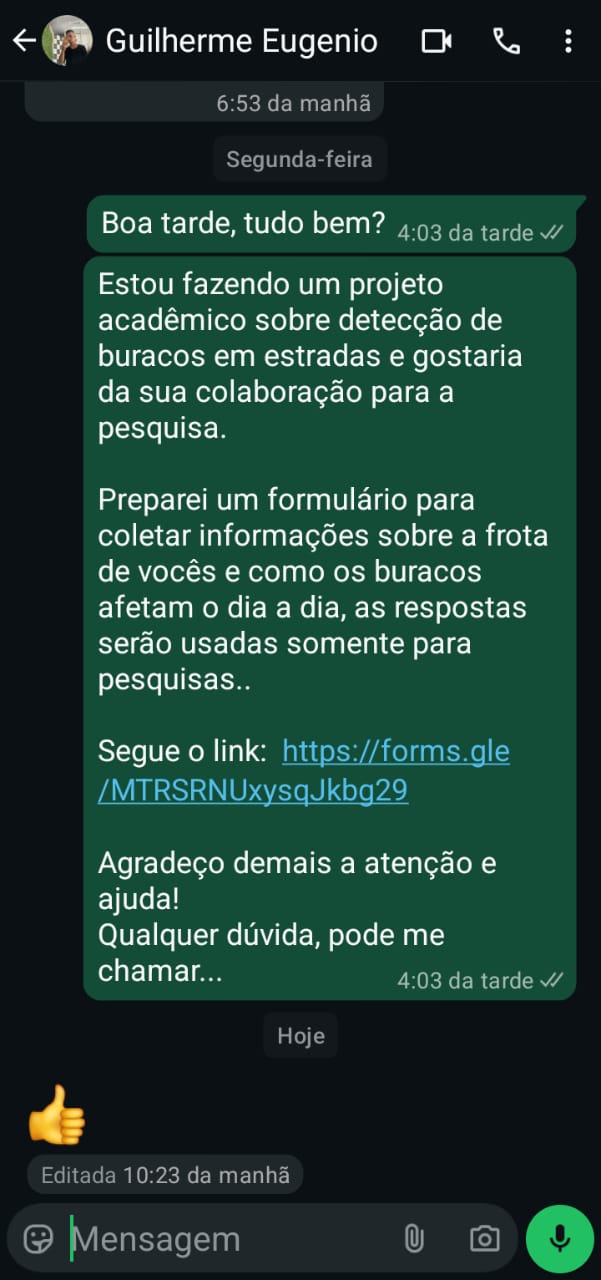 Guilherme Eugenio
6:53 da manhã
Segunda-feira
Boa tarde, tudo bem? 4:03 da tarde
Estou fazendo um projeto
acadêmico sobre detecção de
buracos em estradas e gostaria
da sua colaboração para a
pesquisa.
Preparei um formulário para
coletar informações sobre a frota
de vocês e como os buracos
afetam o dia a dia, as respostas
serão usadas somente para
pesquisas..
Segue o link: https://forms.gle
/MTRSRNUxysqJkbg29
Agradeço demais a atenção e
ajuda!
Qualquer dúvida, pode me
chamar... 4:03 da tarde
Hoje
👍
Editada 10:23 da manhã
Mensagem